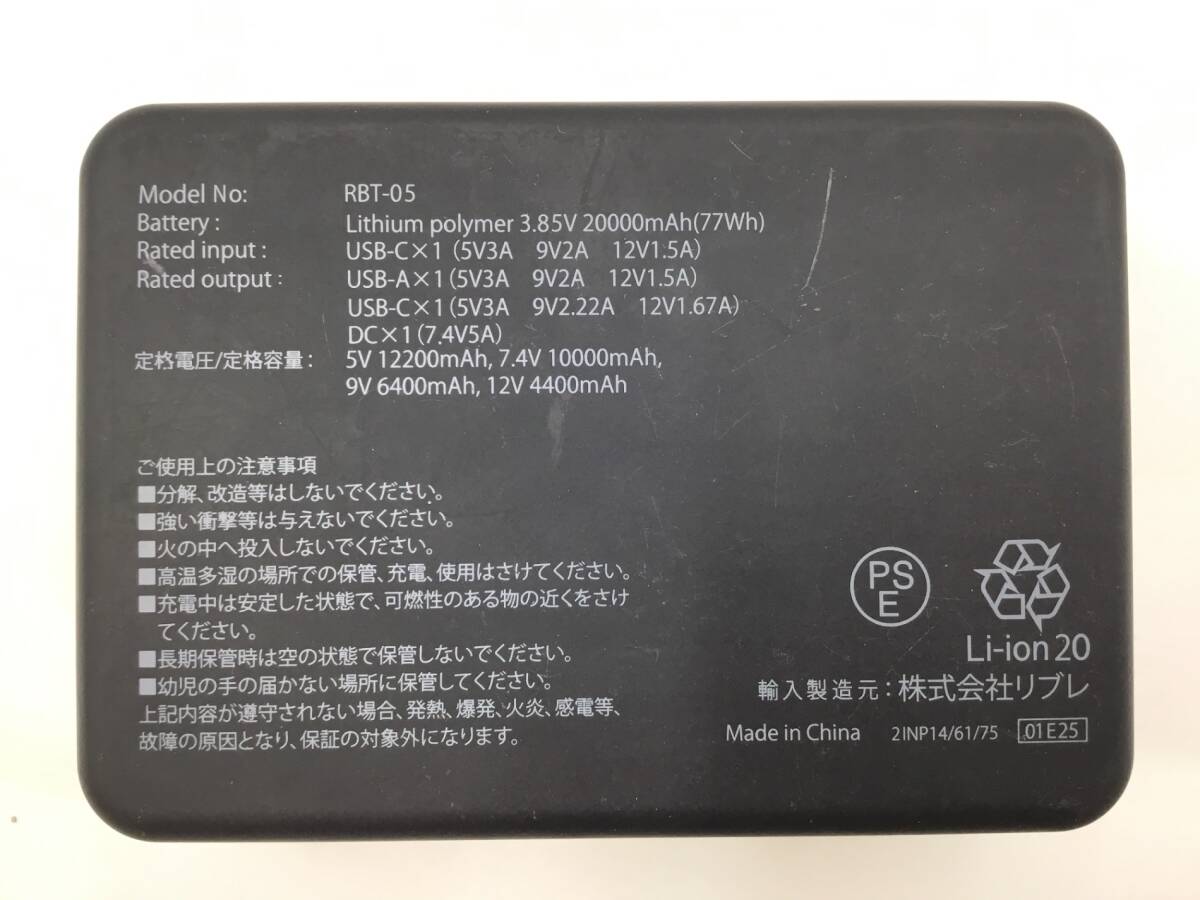 Model No: RBT-05
Battery : Lithium polymer 3.85V 20000mAh(77Wh)
Rated input : USB-C×1 (5V3A 9V2A 12V1.5A)
Rated output : USB-A×1 (5V3A 9V2A 12V1.5A)
USB-C×1 (5V3A 9V2.22A 12V1.67A)
DC×1 (7.4V5A)
定格電圧/定格容量 : 5V 12200mAh, 7.4V 10000mAh,
9V 6400mAh, 12V 4400mAh
ご使用上の注意事項
■分解、改造等はしないでください。
■強い衝撃等は与えないでください。
■火の中へ投入しないでください。
■高温多湿の場所での保管、充電、使用はさけてください。
■充電中は安定した状態で、可燃性のある物の近くをさけ
てください。
■長期保管時は空の状態で保管しないでください。
■幼児の手の届かない場所に保管してください。
上記内容が遵守されない場合、発熱、爆発、火炎、感電等、
故障の原因となり、保証の対象外になります。
PS
E
Li-ion 20
輸入製造元 : 株式会社リブレ
Made in China 2INP14/61/75 01E25